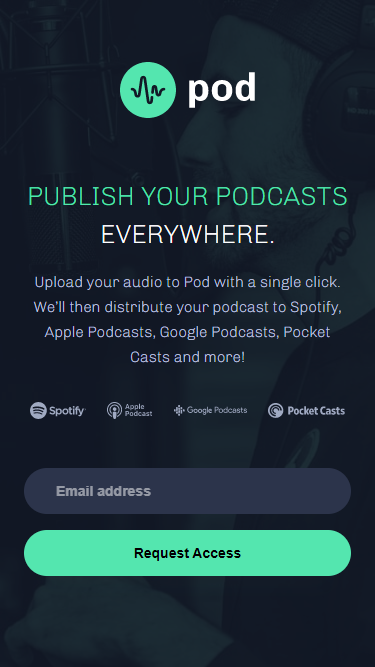 pod
PUBLISH YOUR PODCASTS
EVERYWHERE.
Upload your audio to Pod with a single click.
We’ll then distribute your podcast to Spotify,
Apple Podcasts, Google Podcasts, Pocket
Casts and more!
Spotify Apple Podcast Google Podcasts Pocket Casts
Email address
Request Access